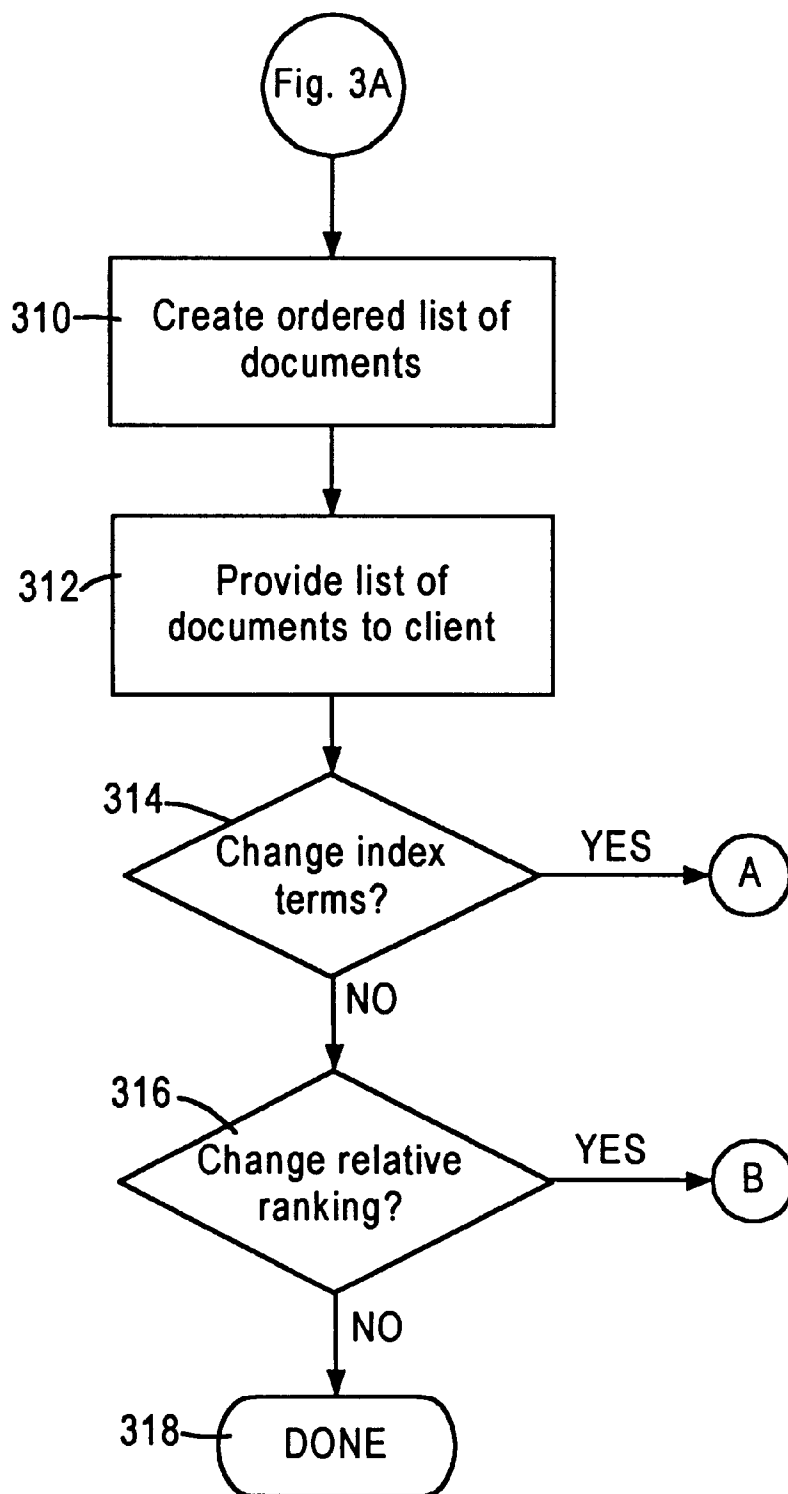 Fig. 3A
310
Create ordered list of
documents
312
Provide list of
documents to client
314
Change index
terms?
YES
A
NO
316
Change relative
ranking?
YES
B
NO
318
DONE